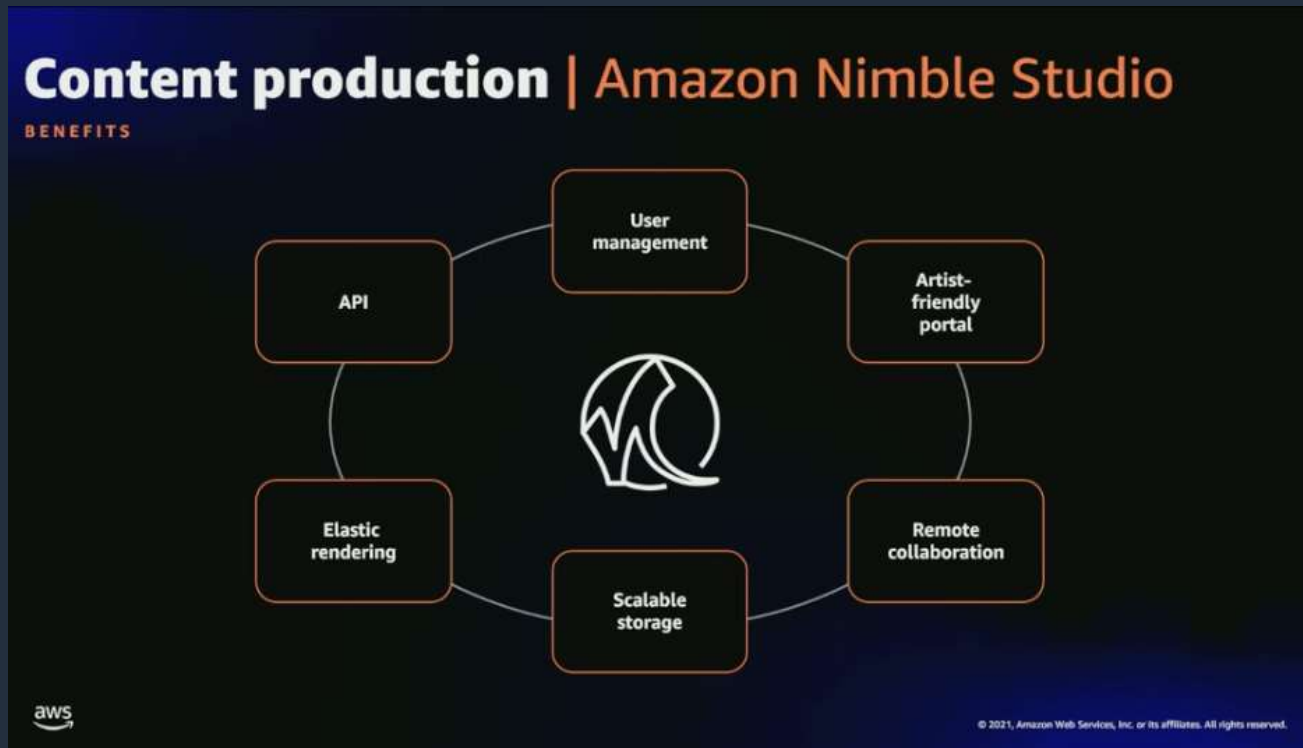 Content production | Amazon Nimble Studio
BENEFITS
User
management
Artist-
friendly
portal
Remote
collaboration
Scalable
storage
Elastic
rendering
API
aws
© 2021, Amazon Web Services, Inc. or its affiliates. All rights reserved.